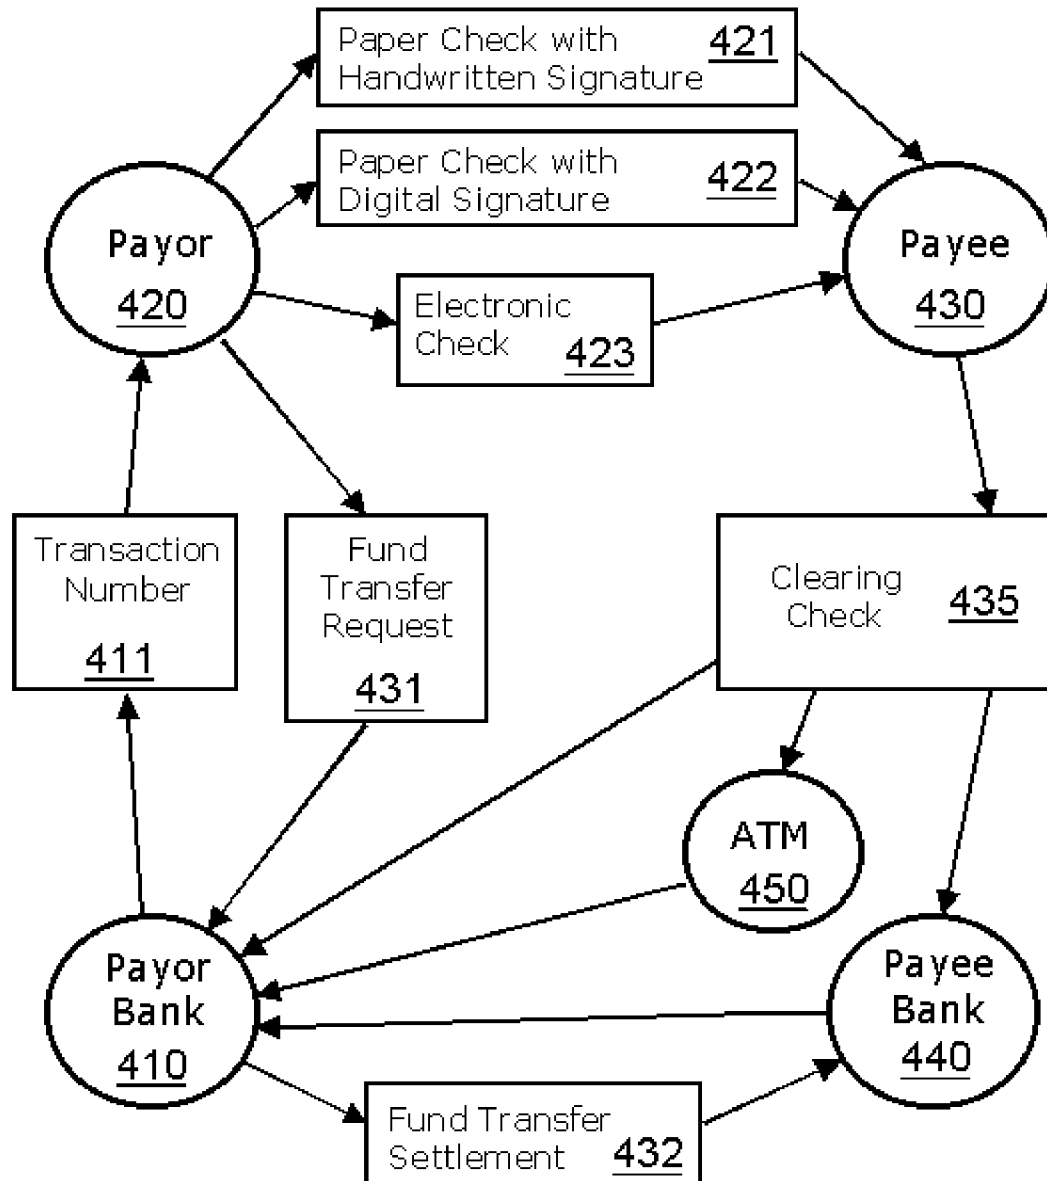 Paper Check with 421
Handwritten Signature
Paper Check with
Digital Signature 422
Payor
420
Payee
430
Electronic
Check 423
Transaction
Number
411
Fund
Transfer
Request
431
Clearing
Check 435
ATM
450
Payor
Bank
410
Payee
Bank
440
Fund Transfer
Settlement 432